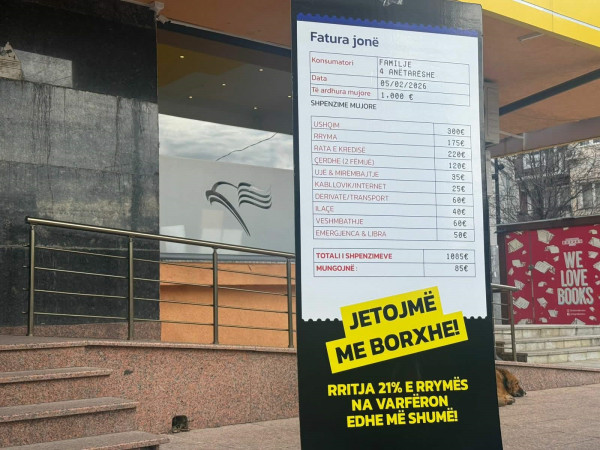 Fatura jonë
Konsumatori FAMILJE
4 ANËTARËSHE
Data 05/02/2026
Të ardhura mujore 1.000 €
SHPENZIME MUJORE
USHQIM 300€
RRYMA 175€
RATA E KREDISË 220€
ÇERDHE (2 FËMIJË) 120€
UJË & MIRËMBAJTJE 35€
KABLLOVIK/INTERNET 25€
DERIVATE/TRANSPORT 60€
ILAÇE 40€
VESHMBATHJE 60€
EMERGJENCA & LIBRA 50€
TOTALI I SHPENZIMEVE 1085€
MUNGOJNË: 85€
JETOJMË
ME BORXHE!
RRITJA 21% E RRYMËS
NA VARFËRON
EDHE MË SHUMË!
WE
LOVE
BOOKS